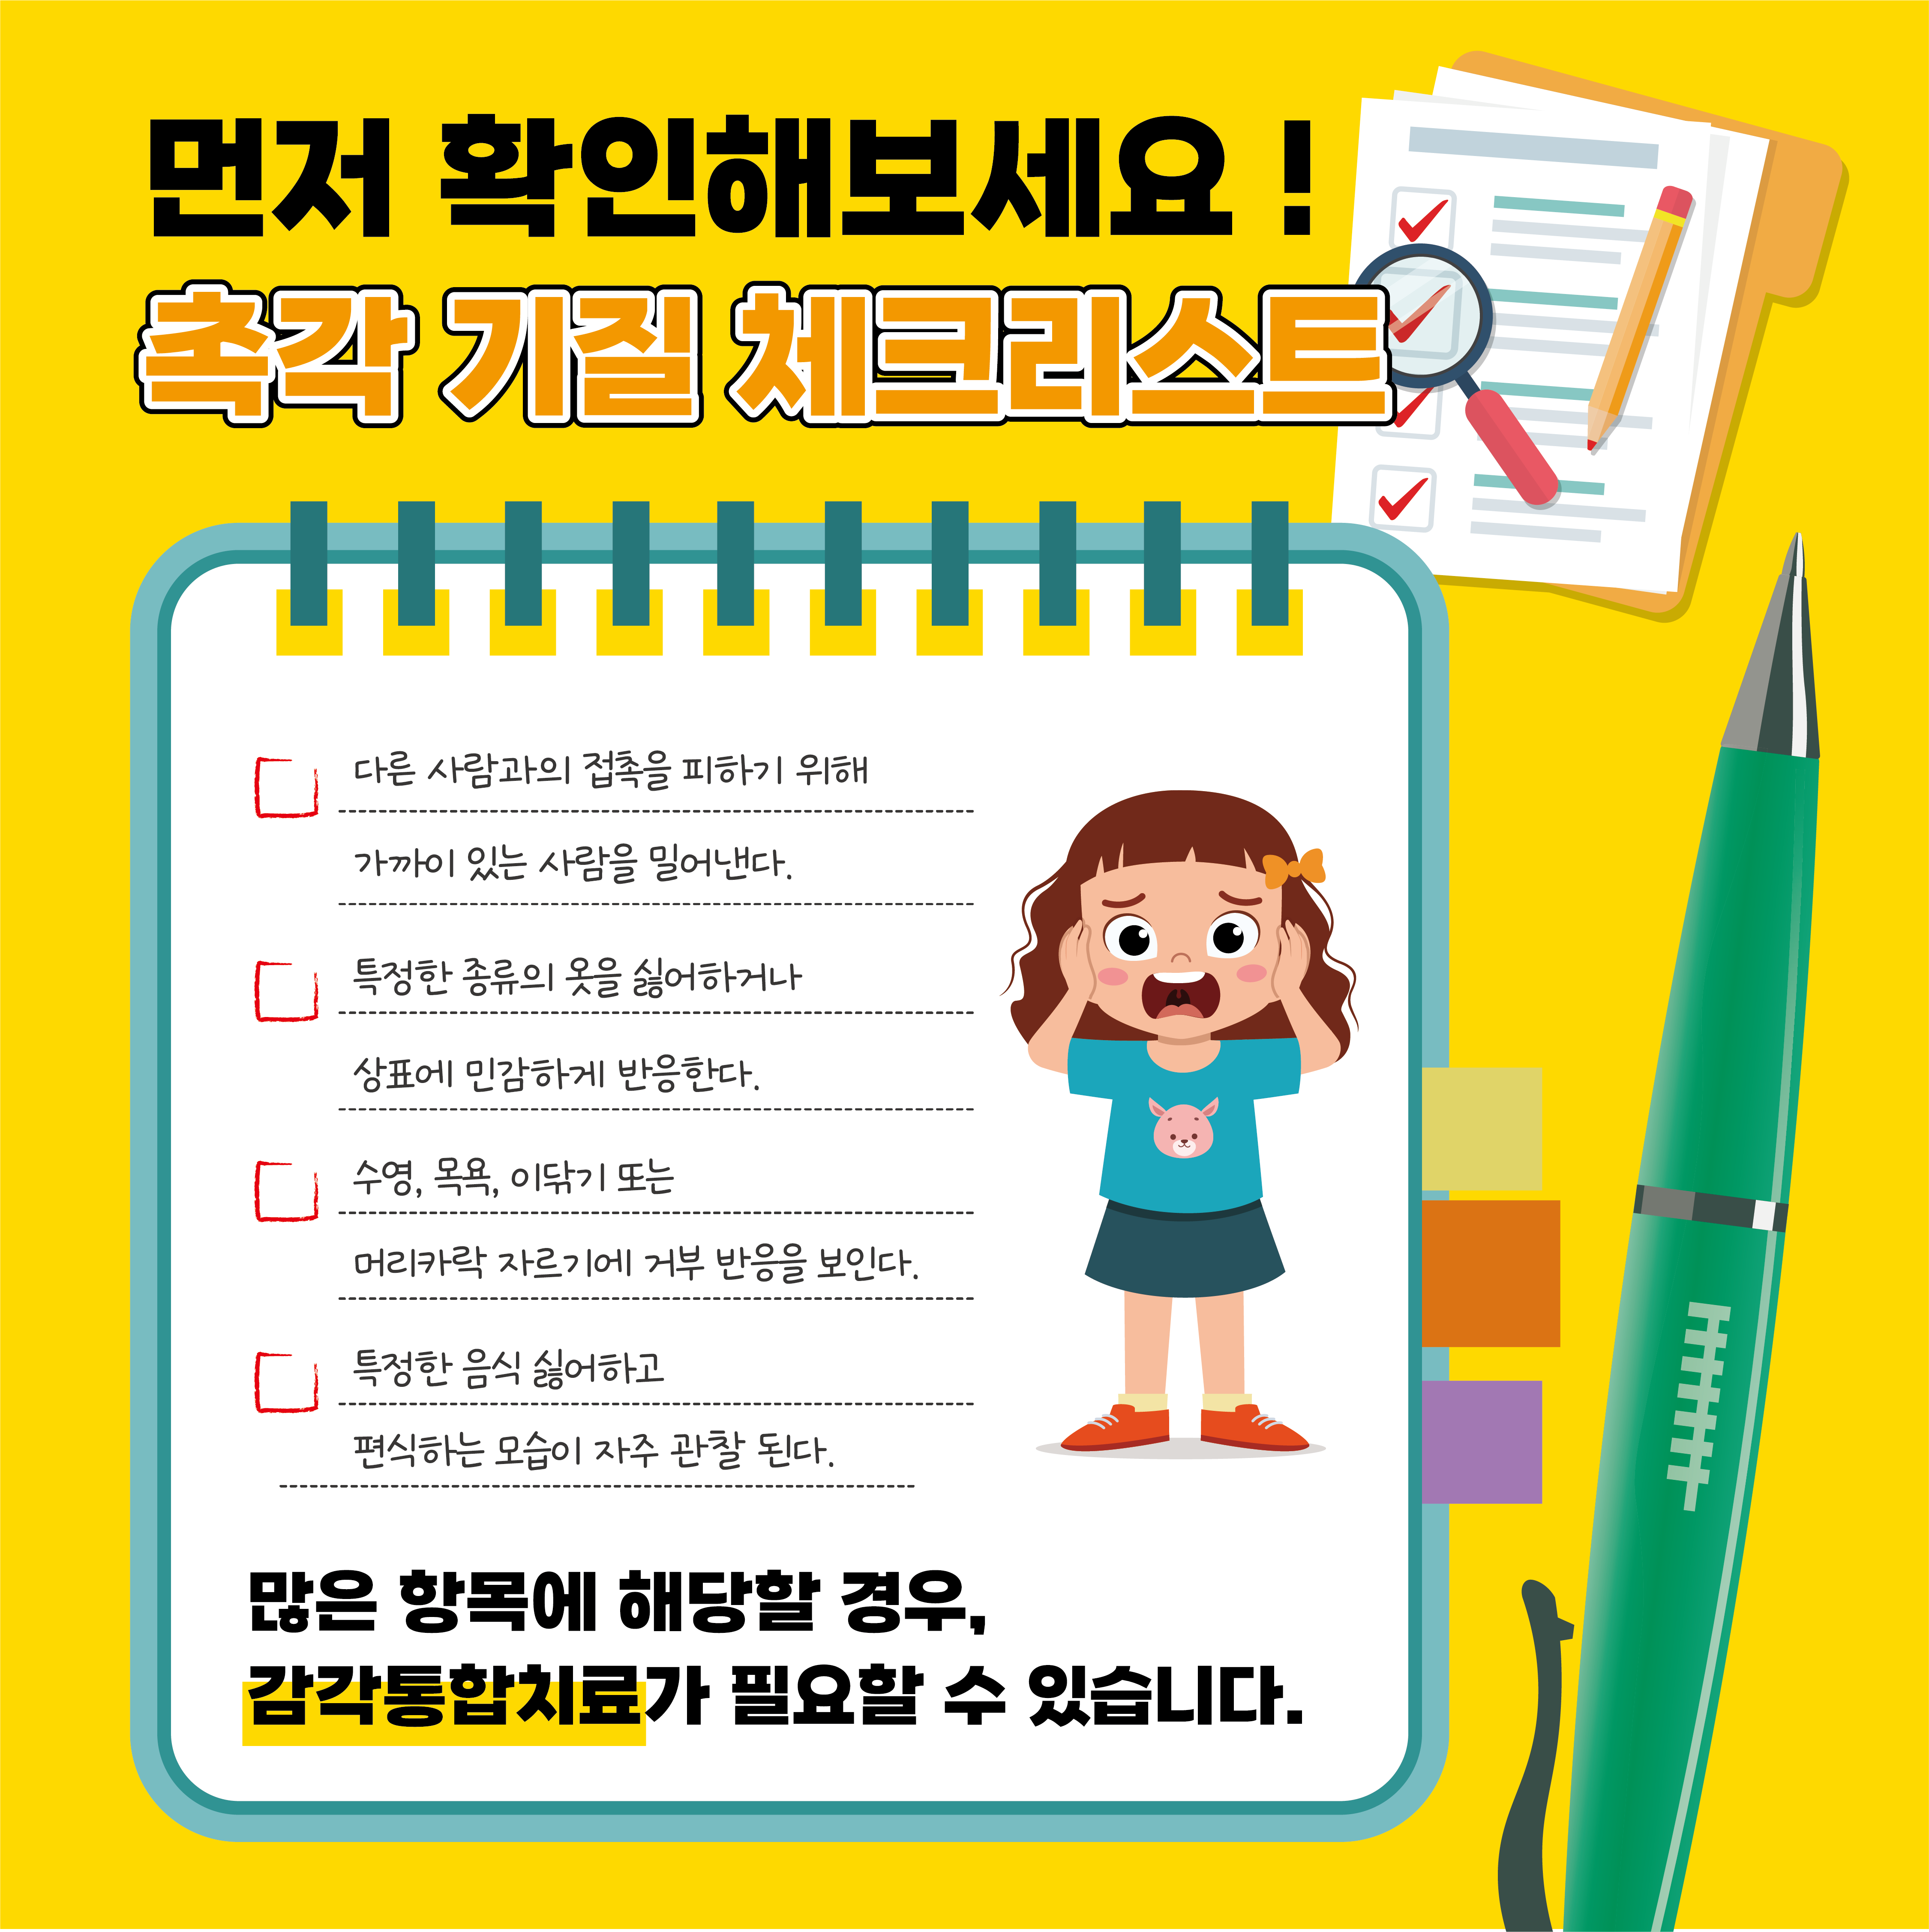 먼저 확인해보세요 !
촉각 기질 체크리스트
다른 사람과의 접촉을 피하기 위해
가까이 있는 사람을 밀어낸다.
특정한 종류의 옷을 싫어하거나
상표에 민감하게 반응한다.
수영, 목욕, 이닦기 또는
머리카락 자르기에 거부 반응을 보인다.
특정한 음식 싫어하고
편식하는 모습이 자주 관찰 된다.
많은 항목에 해당할 경우,
감각통합치료가 필요할 수 있습니다.